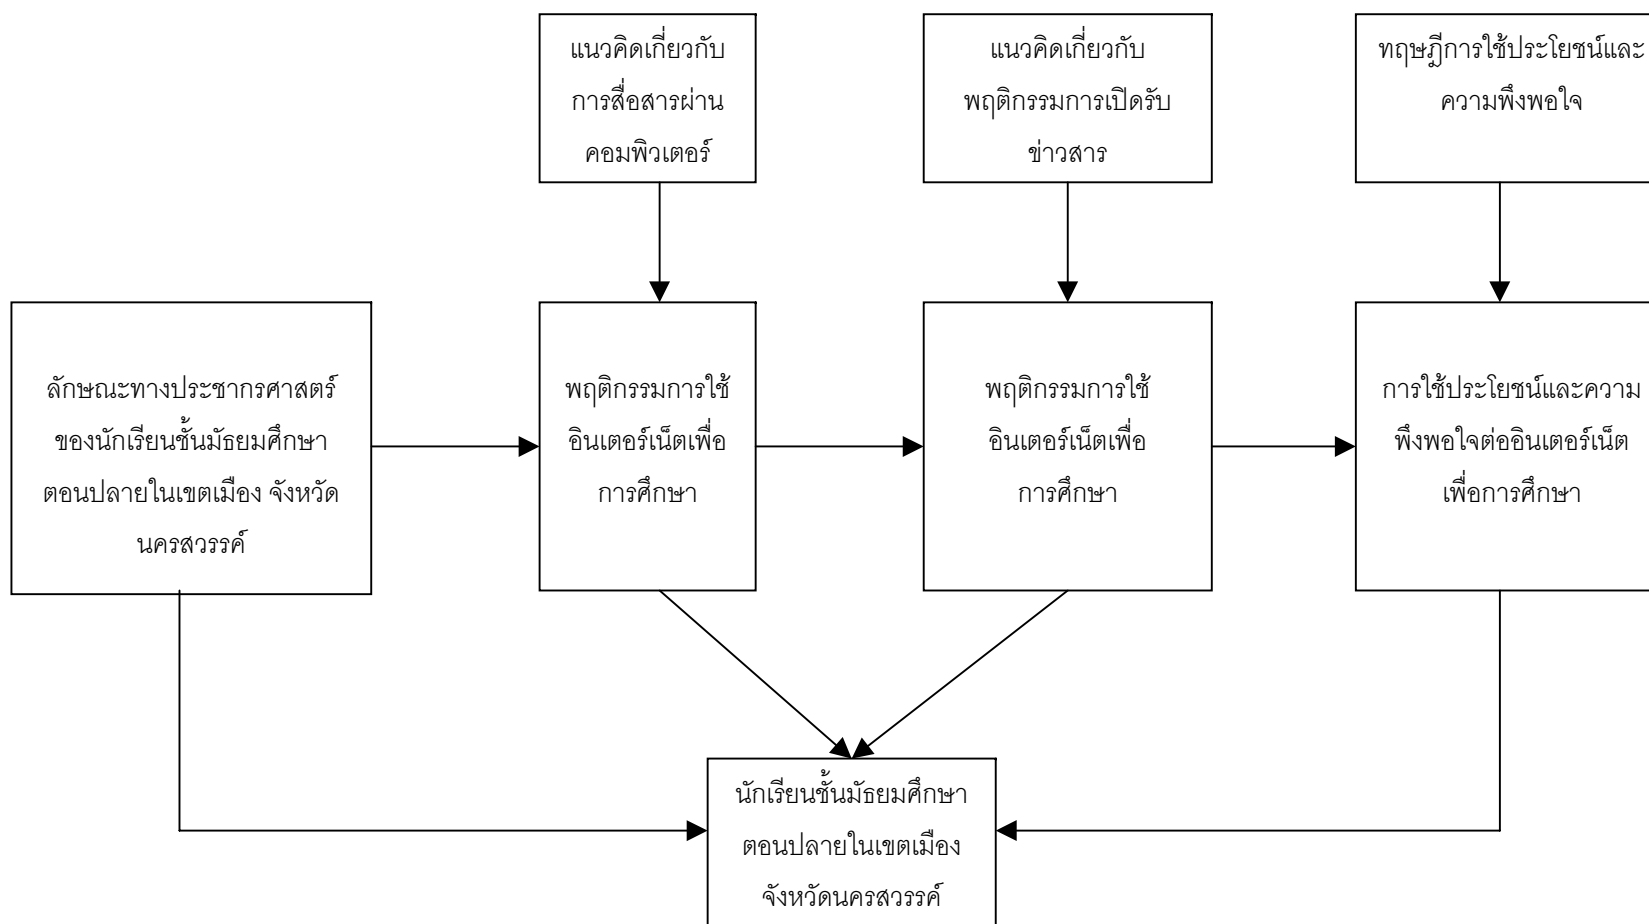 แนวคิดเกี่ยวกับ
การสื่อสารผ่าน
คอมพิวเตอร์
แนวคิดเกี่ยวกับ
พฤติกรรมการเปิดรับ
ข่าวสาร
ทฤษฎีการใช้ประโยชน์และ
ความพึงพอใจ
ลักษณะทางประชากรศาสตร์
ของนักเรียนชั้นมัธยมศึกษา
ตอนปลายในเขตเมือง จังหวัด
นครสวรรค์
พฤติกรรมการใช้
อินเตอร์เน็ตเพื่อ
การศึกษา
พฤติกรรมการใช้
อินเตอร์เน็ตเพื่อ
การศึกษา
การใช้ประโยชน์และความ
พึงพอใจต่ออินเตอร์เน็ต
เพื่อการศึกษา
นักเรียนชั้นมัธยมศึกษา
ตอนปลายในเขตเมือง
จังหวัดนครสวรรค์